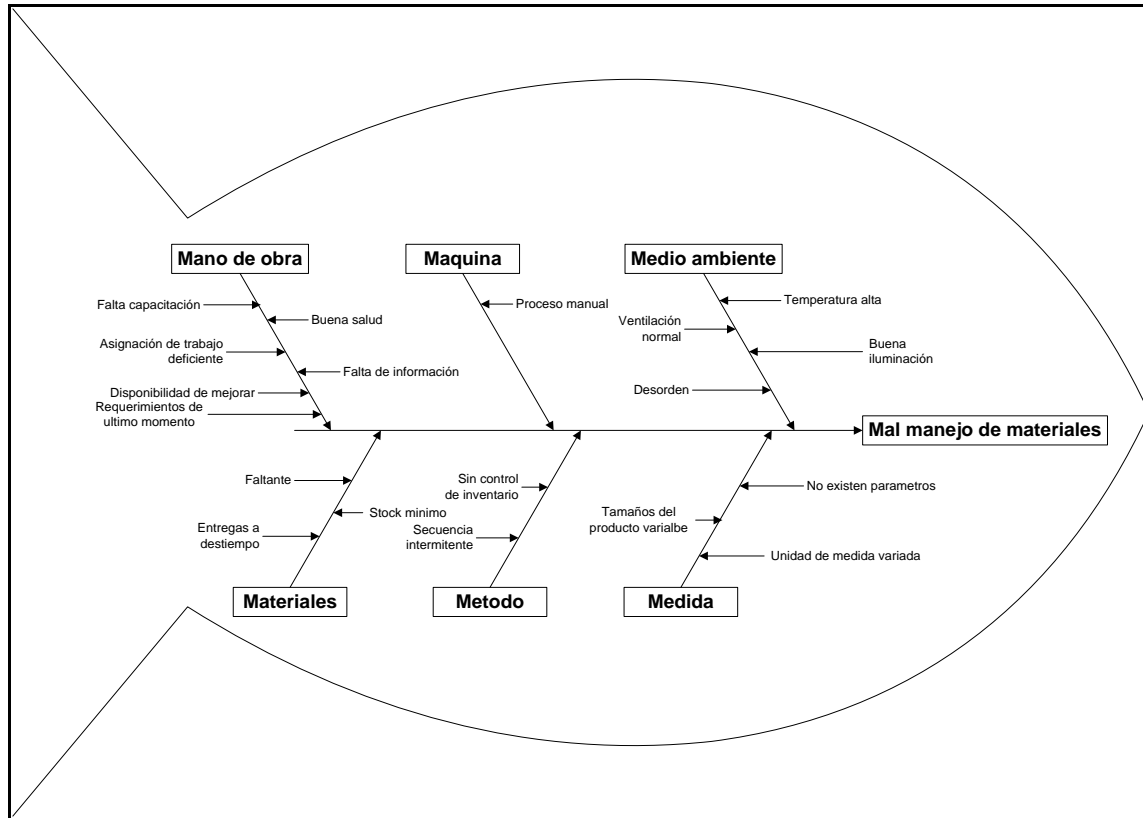 Mano de obra
Maquina
Medio ambiente
Falta capacitación
Buena salud
Asignación de trabajo
deficiente
Falta de información
Disponibilidad de mejorar
Requerimientos de
ultimo momento
Proceso manual
Temperatura alta
Ventilación
normal
Buena
iluminación
Desorden
Mal manejo de materiales
Faltante
Stock minimo
Entregas a
destiempo
Sin control
de inventario
Secuencia
intermitente
No existen parametros
Tamaños del
producto varialbe
Unidad de medida variada
Materiales
Metodo
Medida